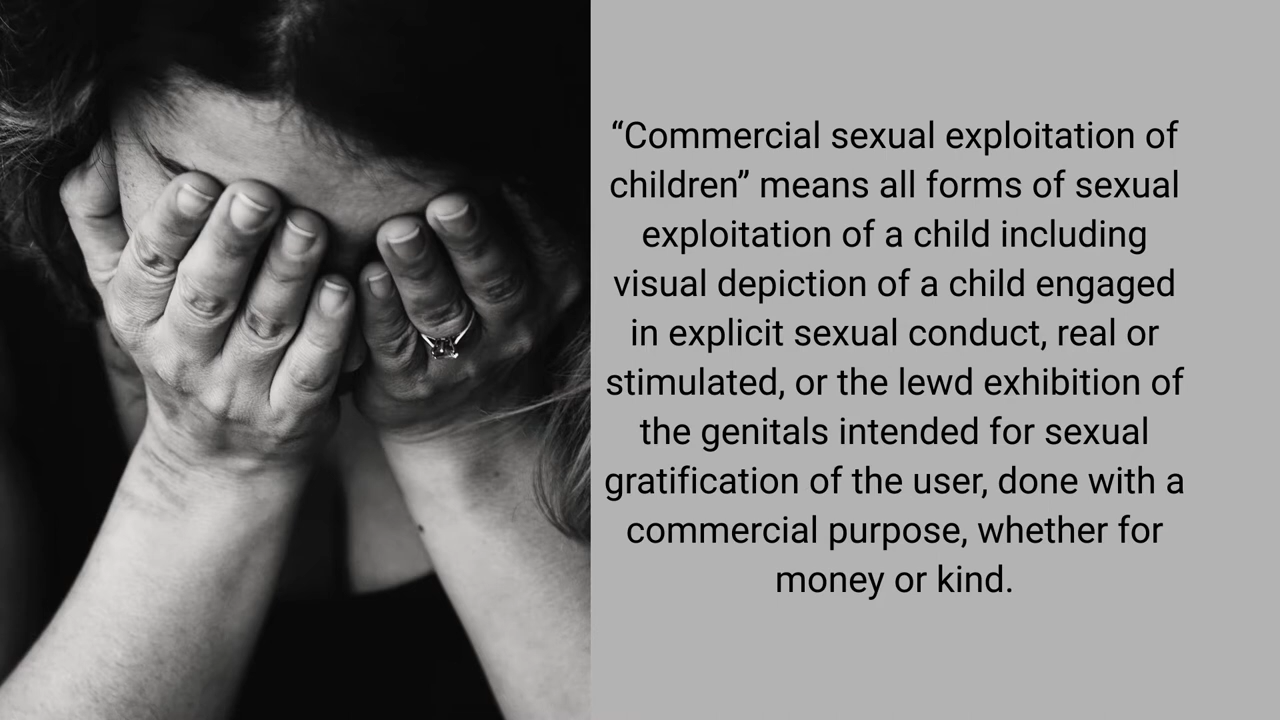 “Commercial sexual exploitation of
children” means all forms of sexual
exploitation of a child including
visual depiction of a child engaged
in explicit sexual conduct, real or
stimulated, or the lewd exhibition of
the genitals intended for sexual
gratification of the user, done with a
commercial purpose, whether for
money or kind.